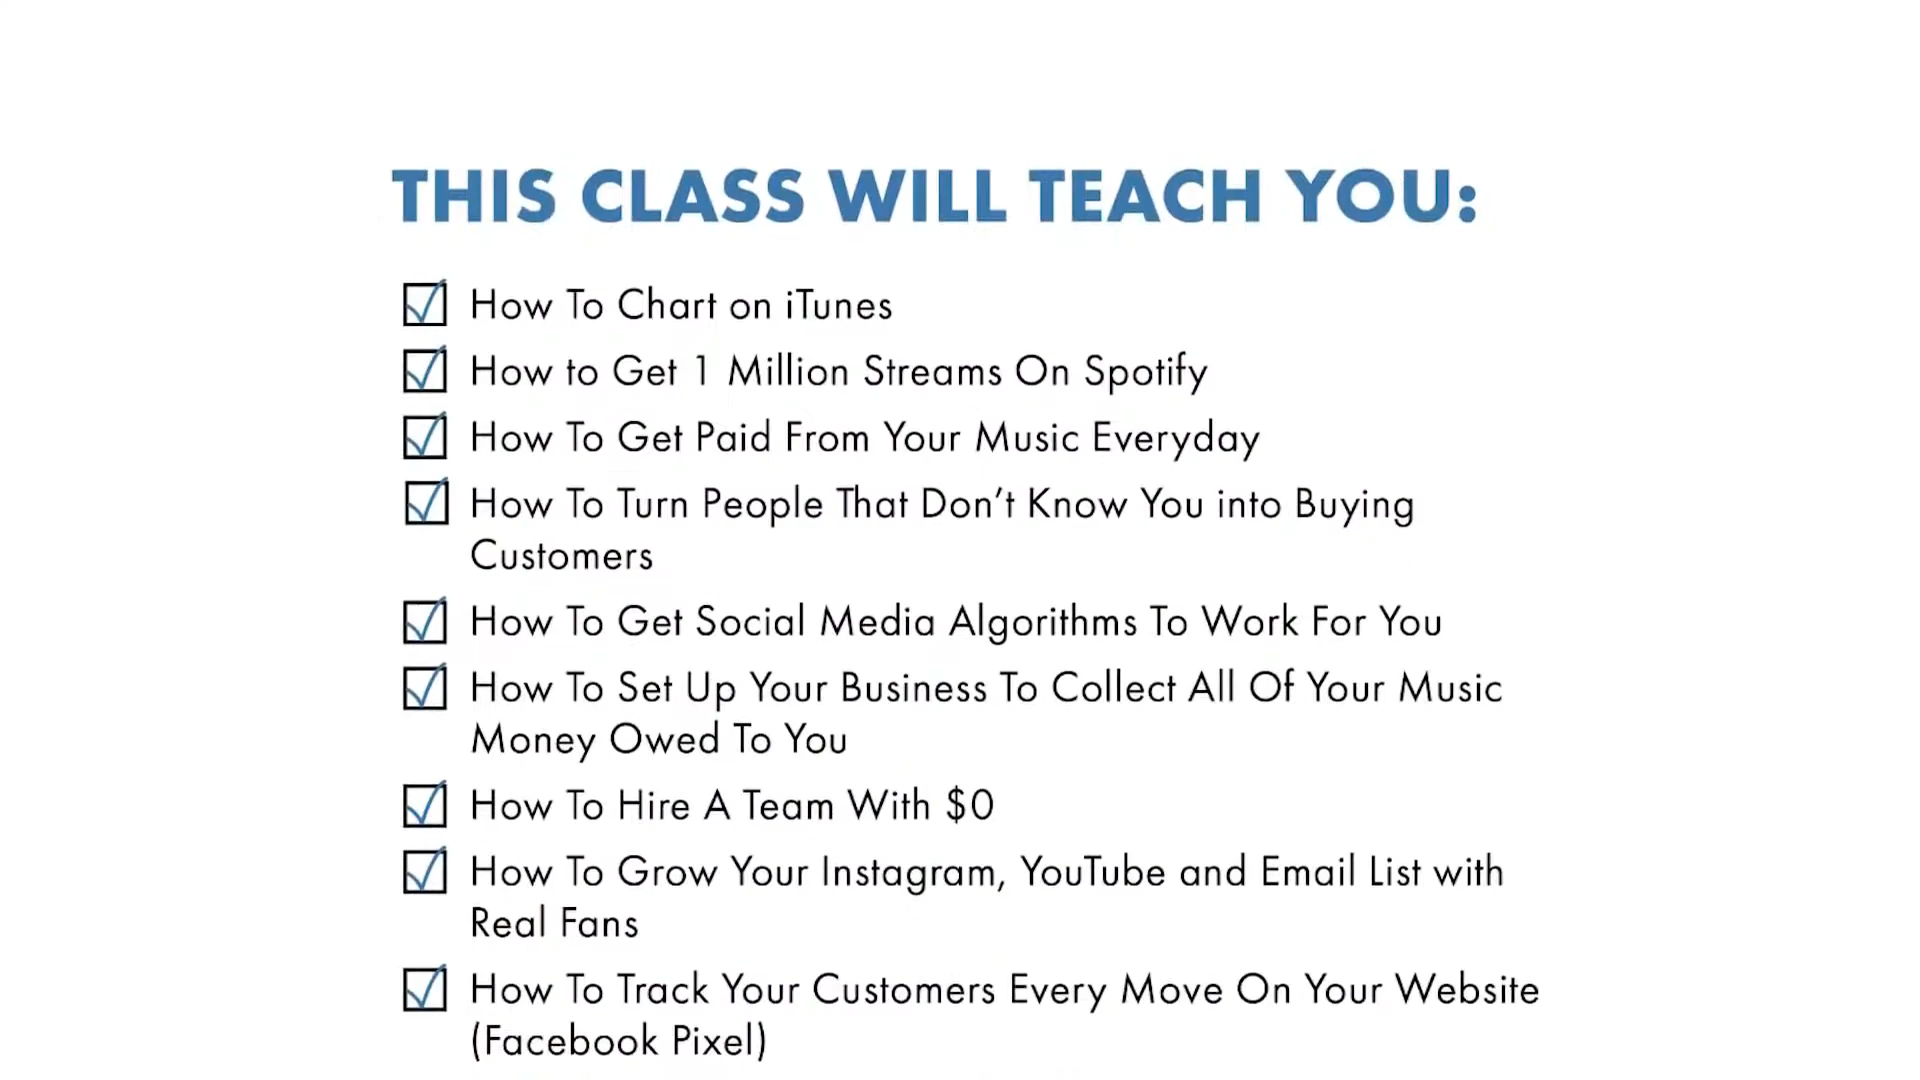 THIS CLASS WILL TEACH YOU:
How To Chart on iTunes
How to Get 1 Million Streams On Spotify
How To Get Paid From Your Music Everyday
How To Turn People That Don’t Know You into Buying
Customers
How To Get Social Media Algorithms To Work For You
How To Set Up Your Business To Collect All Of Your Music
Money Owed To You
How To Hire A Team With $0
How To Grow Your Instagram, YouTube and Email List with
Real Fans
How To Track Your Customers Every Move On Your Website
(Facebook Pixel)